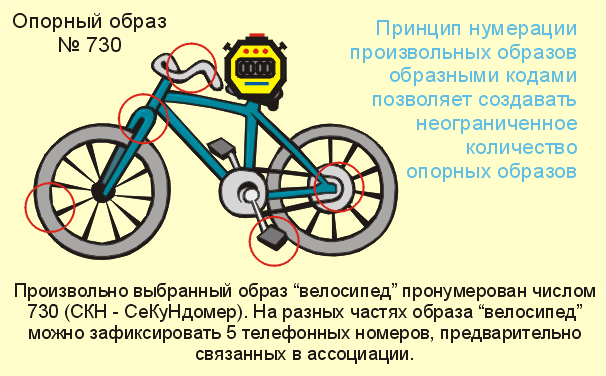 Опорный образ
№ 730
Принцип нумерации
произвольных образов
образными кодами
позволяет создавать
неограниченное
количество
опорных образов
000
Произвольно выбранный образ “велосипед” пронумерован числом
730 (СКН - СеКуНдомер). На разных частях образа “велосипед”
можно зафиксировать 5 телефонных номеров, предварительно
связанных в ассоциации.